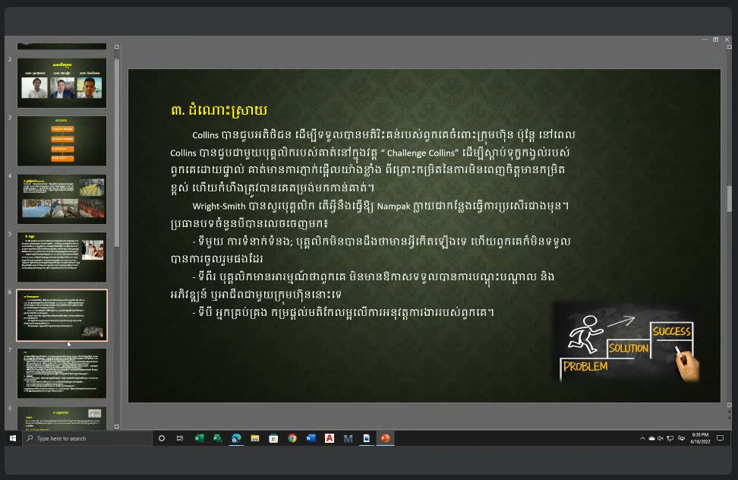 ៣. ដំណោះស្រាយ
Collins បានជួបអតិថិជន ដើម្បីទទួលបានមតិរិះគន់របស់ពួកគេចំពោះក្រុមហ៊ុន ប៉ុន្តែ នៅពេល
Collins បានជួបជាមួយបុគ្គលិករបស់គាត់នៅក្នុងវគ្គ “ Challenge Collins” ដើម្បីស្តាប់ទុក្ខកង្វល់របស់
ពួកគេដោយផ្ទាល់ គាត់មានការភ្ញាក់ផ្អើលយ៉ាងខ្លាំង ពីព្រោះកម្រិតនៃការមិនពេញចិត្តមានកម្រិត
ខ្ពស់ ហើយកំហឹងត្រូវបានគេតម្រង់មកកាន់គាត់។
Wright-Smith បានសួរបុគ្គលិក តើអ្វីនឹងធ្វើឱ្យ Nampak ក្លាយជាកន្លែងធ្វើការប្រសើរជាងមុន។
ប្រធានបទចំនួនបីបានលេចចេញមក៖
- ទីមួយ ការទំនាក់ទំនង; បុគ្គលិកមិនបានដឹងថាមានអ្វីកើតឡើងទេ ហើយពួកគេក៏មិនទទួល
បានការចូលរួមផងដែរ
- ទីពីរ បុគ្គលិកមានអារម្មណ៍ថាពួកគេ មិនមានឱកាសទទួលបានការបណ្តុះបណ្តាល និង
អភិវឌ្ឍន៍ ឬអាជីពជាមួយក្រុមហ៊ុននោះទេ
- ទីបី អ្នកគ្រប់គ្រង កម្រផ្តល់មតិកែលម្អលើការអនុវត្តការងាររបស់ពួកគេ។
PROBLEM
SOLUTION
SUCCESS
2
3
4
5
6
7
8
Type here to search
6:20 PM
4/10/2022